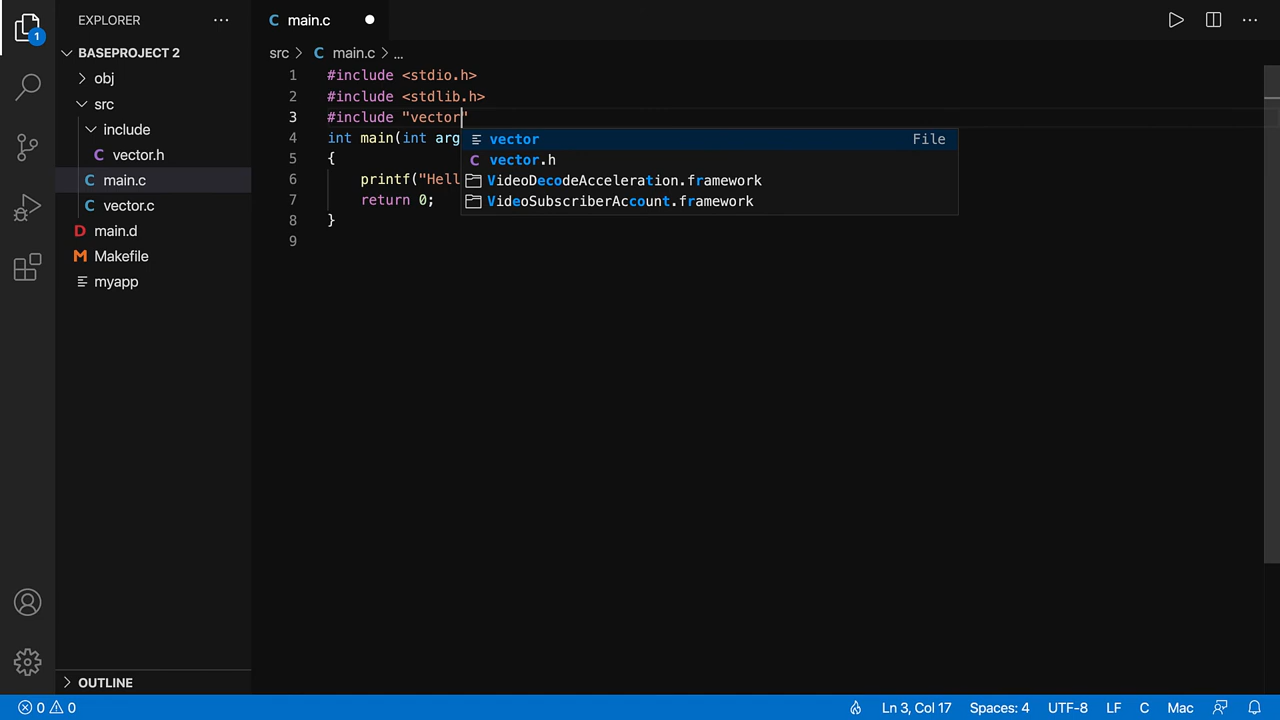 EXPLORER
main.c
1
BASEPROJECT 2
obj
src
include
vector.h
main.c
vector.c
main.d
Makefile
myapp
src
main.c
...
1 #include <stdio.h>
2 #include <stdlib.h>
3 #include "vector"
4 int main(int arg
5 {
6 printf("Hell
7 return 0;
8 }
9
vector File
vector.h
VideoDecodeAcceleration.framework
VideoSubscriberAccount.framework
OUTLINE
0 0
Ln 3, Col 17 Spaces: 4 UTF-8 LF C Mac